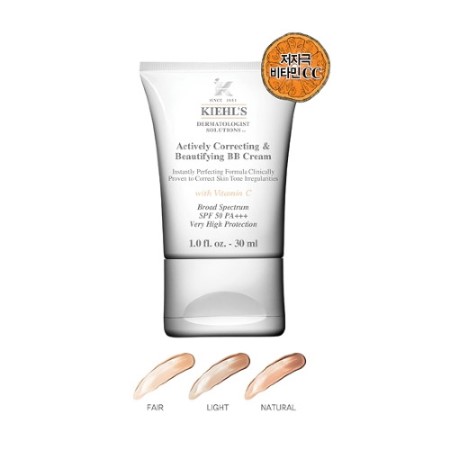 저자극
비타민CC
SINCE 1851
KIEHL'S
DERMATOLOGIST
SOLUTIONS
Actively Correcting &
Beautifying BB Cream
Instantly Perfecting Formula Clinically
Proven to Correct Skin Tone Irregularities
with Vitamin C
Broad Spectrum
SPF 50 PA+++
Very High Protection
1.0 fl. oz. - 30 ml
FAIR
LIGHT
NATURAL